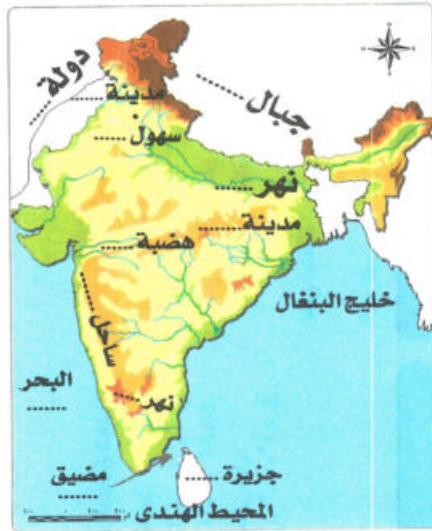 دولة ......
جبال ......
مدينة ......
سهول ......
نهر ......
مدينة ......
هضبة ......
خليج البنغال
ساحل ......
البحر ......
نهر ......
مضيق ......
جزيرة ......
المحيط الهندى